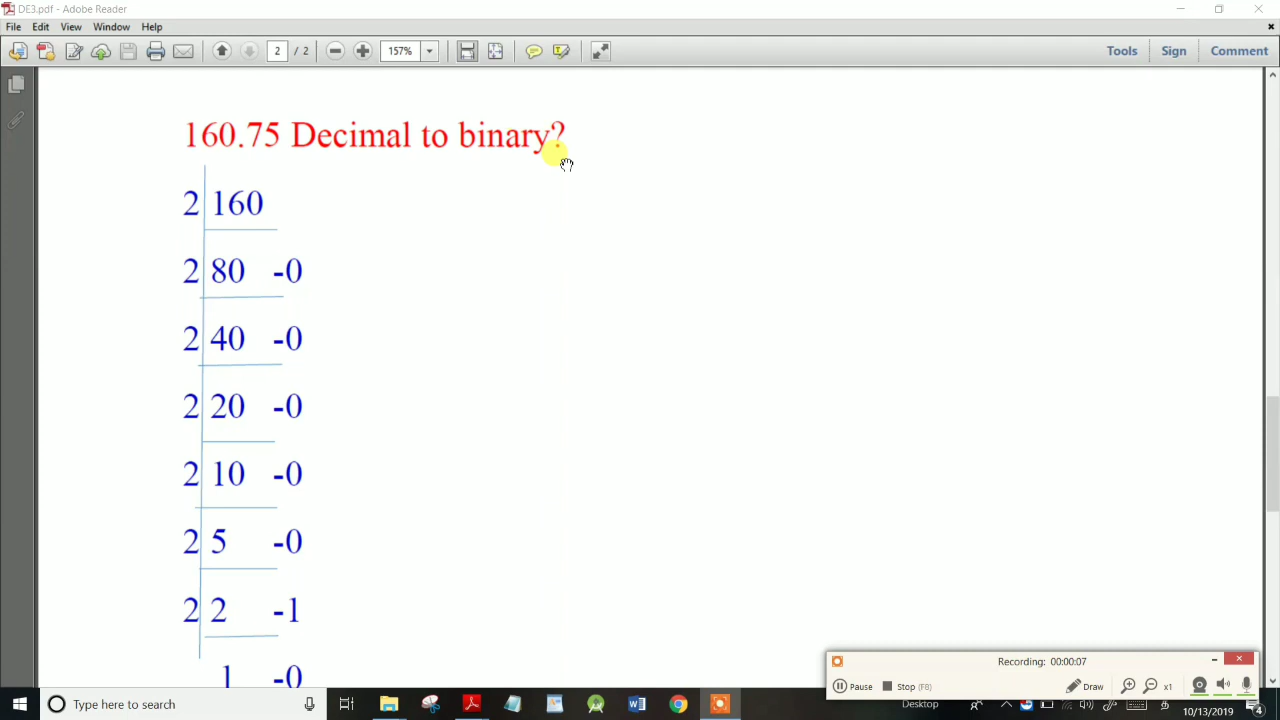 DE3.pdf - Adobe Reader
File Edit View Window Help
2 / 2 157% Tools Sign Comment
160.75 Decimal to binary?
2 160
2 80 -0
2 40 -0
2 20 -0
2 10 -0
2 5 -0
2 2 -1
1 -0
Recording: 00:00:07
Pause Stop (F8) Draw x1
Type here to search
Desktop
10/13/2019 4